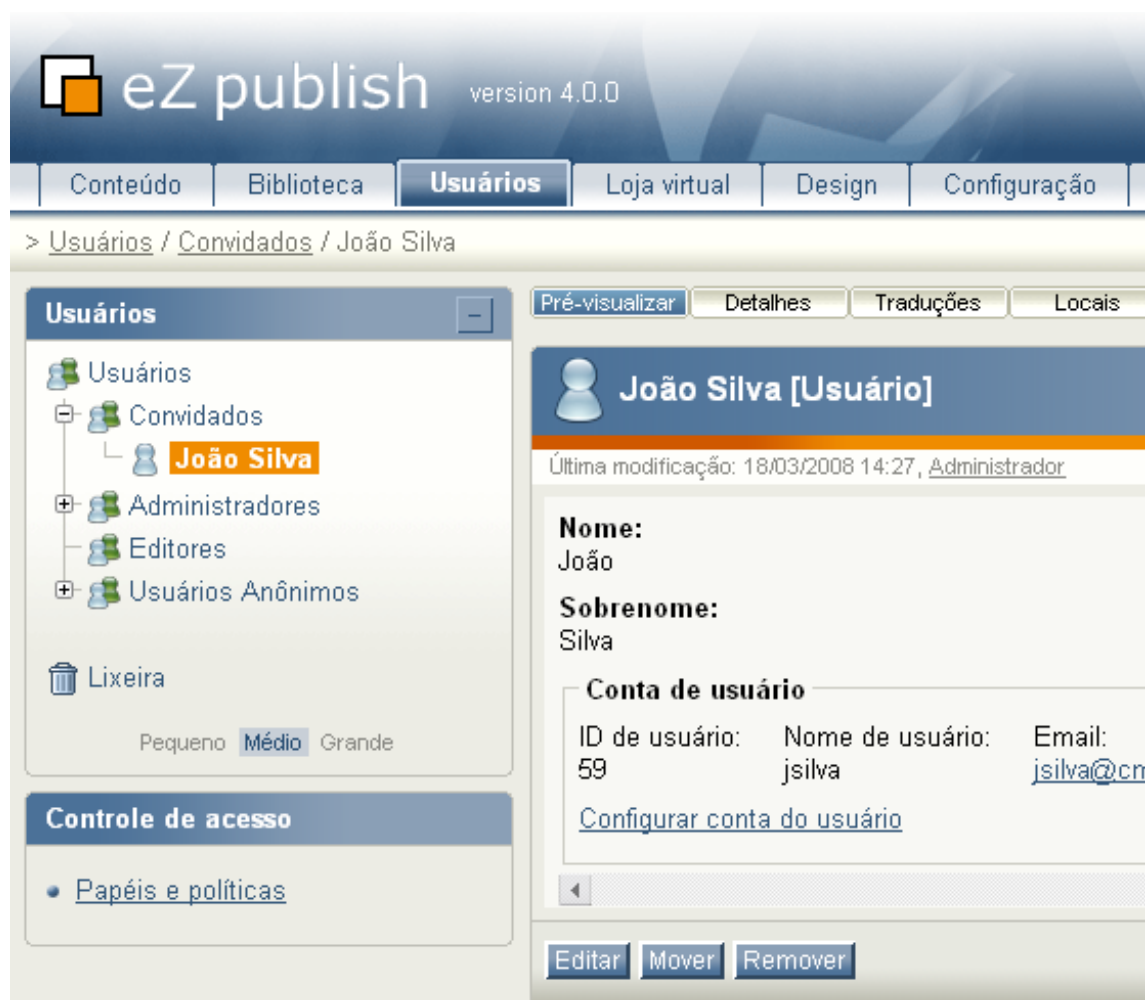 eZ publish version 4.0.0
Conteúdo Biblioteca Usuários Loja virtual Design Configuração
> Usuários / Convidados / João Silva
Usuários
Usuários
Convidados
João Silva
Administradores
Editores
Usuários Anônimos
Lixeira
Pequeno Médio Grande
Controle de acesso
Papéis e políticas
Pré-visualizar Detalhes Traduções Locais
João Silva [Usuário]
Última modificação: 18/03/2008 14:27, Administrador
Nome:
João
Sobrenome:
Silva
Conta de usuário
ID de usuário: Nome de usuário: Email:
59 jsilva
Configurar conta do usuário
Editar Mover Remover